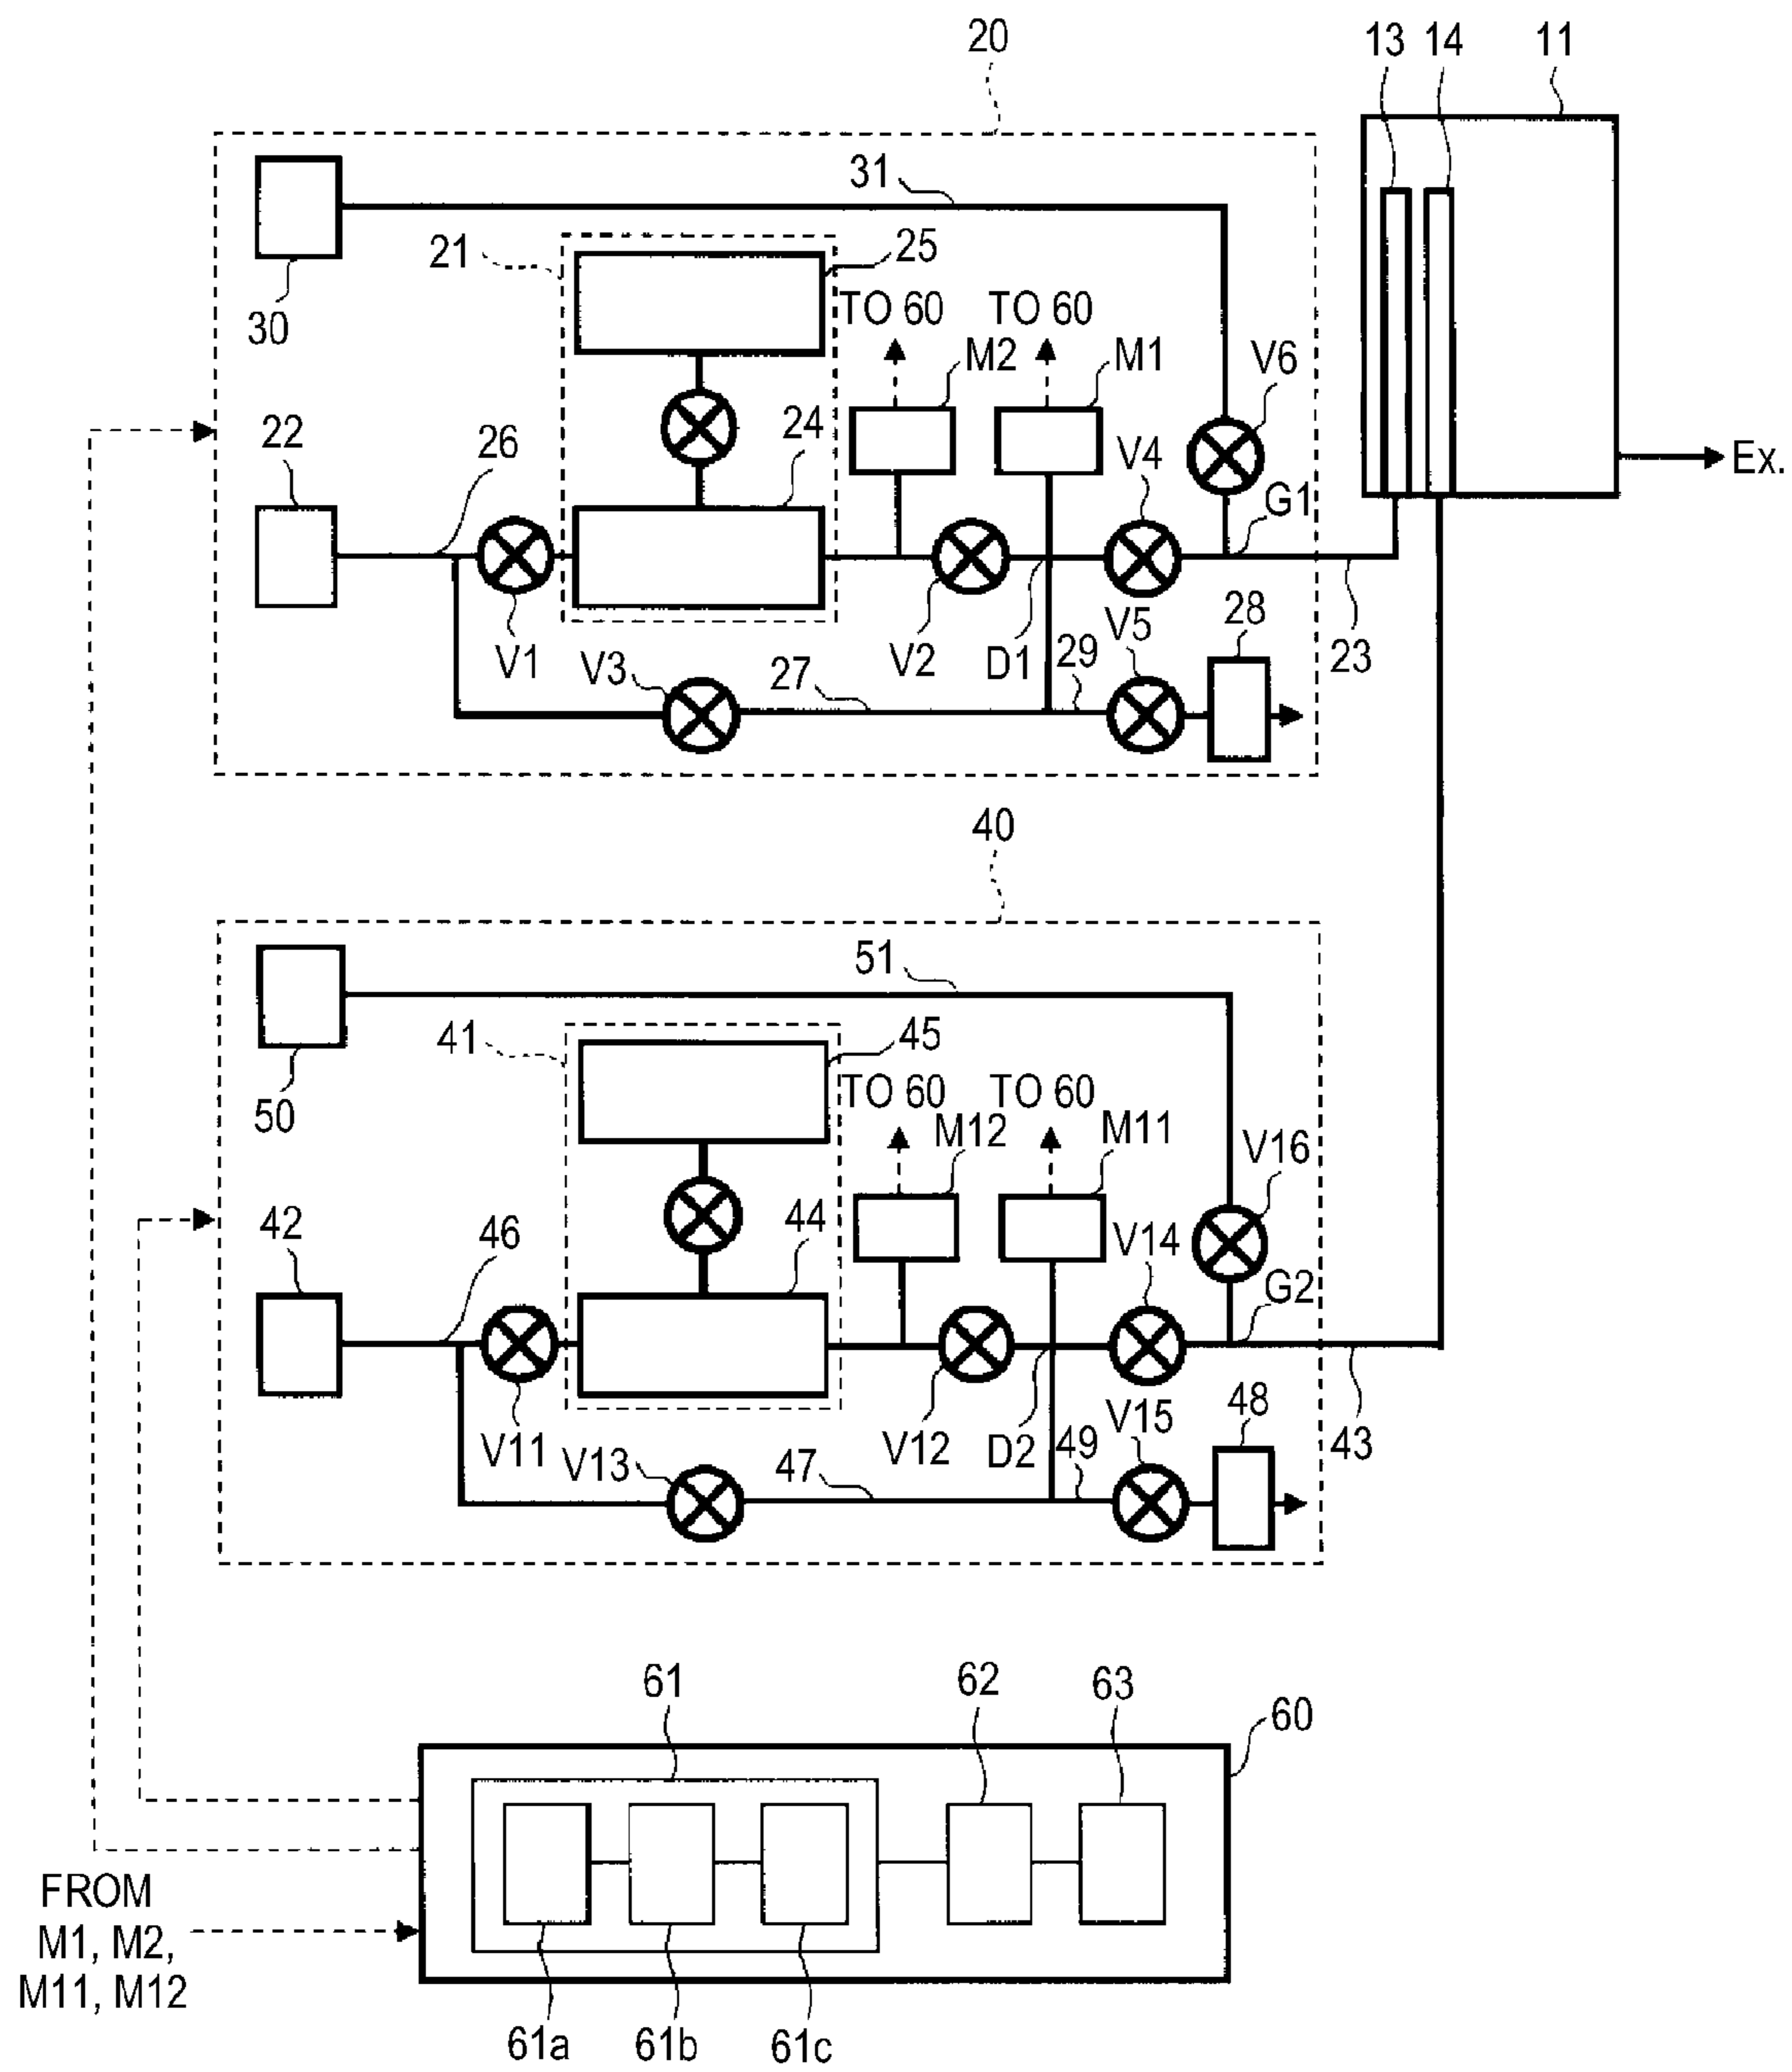 20
13 14 11
31
21
25
30
TO 60 TO 60
M2 M1
V6
22
26
24
V4
G1
Ex.
V1
V3
27
V2
D1
29
V5
28
23
40
51
41
45
50
TO 60 TO 60
M12 M11
V16
42
46
44
V14
G2
V11
V13
47
V12
D2
49
V15
48
43
61
62
63
60
FROM
M1, M2,
M11, M12
61a 61b 61c